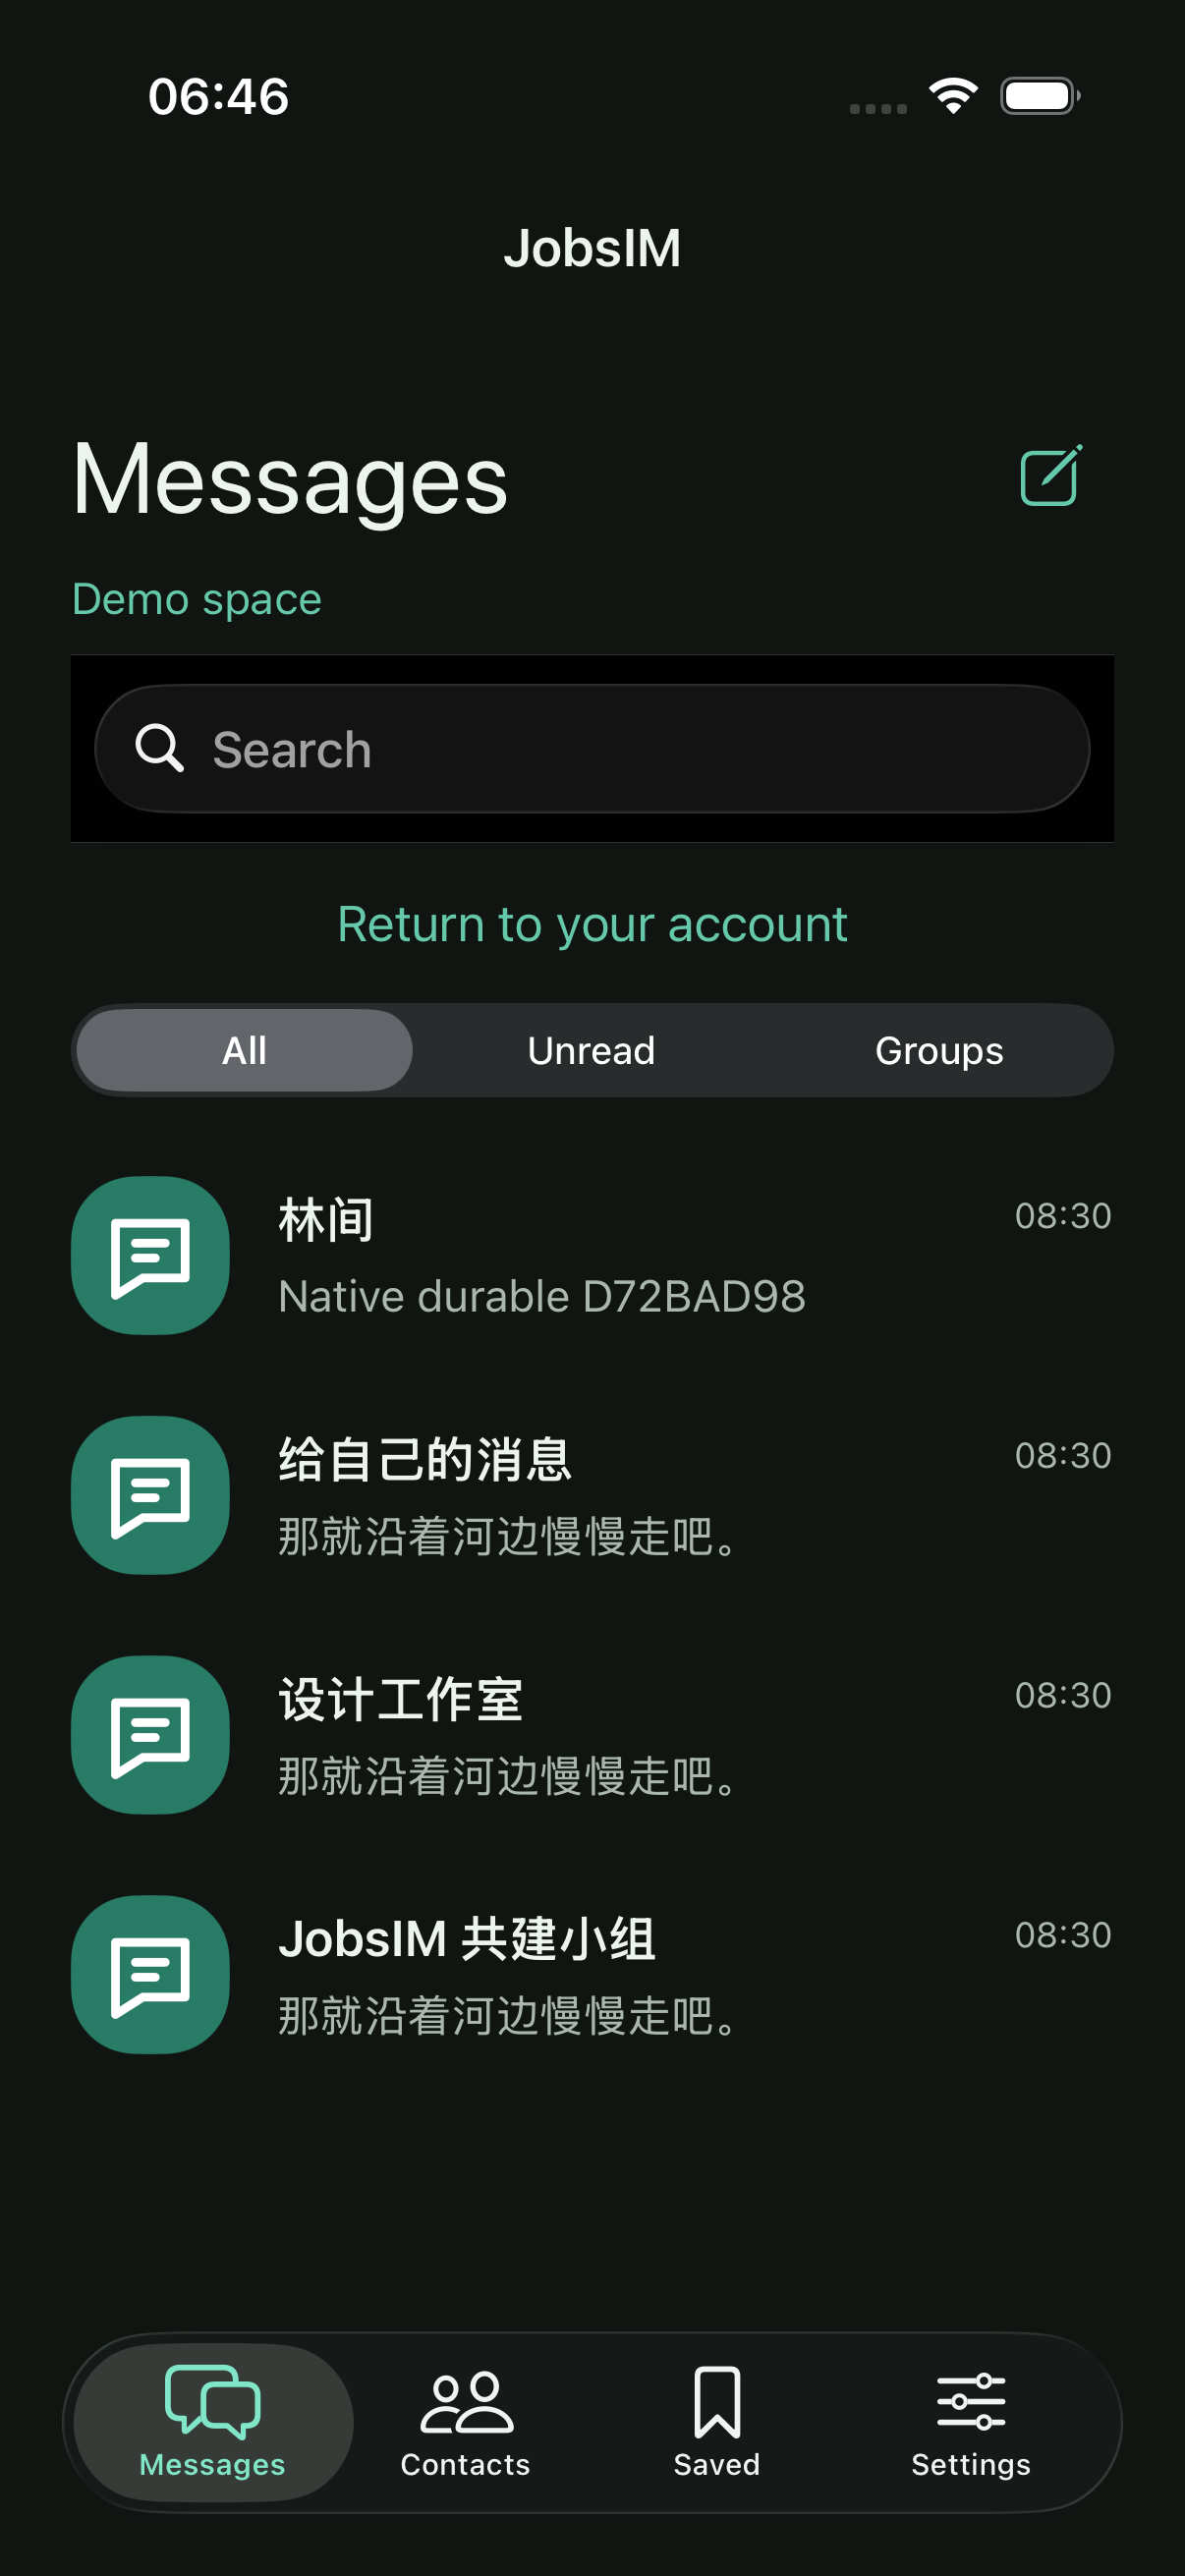 06:46
JobsIM
Messages
Demo space
Search
Return to your account
All Unread Groups
林间 08:30
Native durable D72BAD98
给自己的消息 08:30
那就沿着河边慢慢走吧。
设计工作室 08:30
那就沿着河边慢慢走吧。
JobsIM 共建小组 08:30
那就沿着河边慢慢走吧。
Messages Contacts Saved Settings